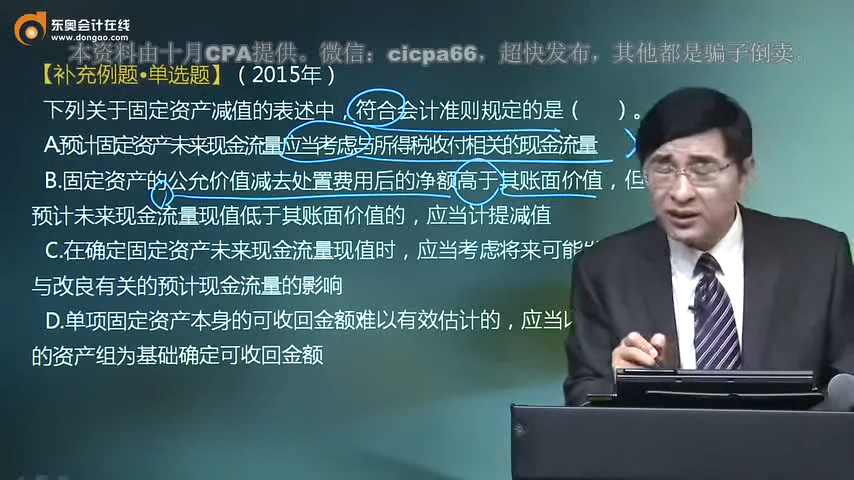 东奥会计在线
www.dongao.com
本资料由十月CPA提供。微信：cicpa66，超快发布，其他都是骗子倒卖。
【补充例题•单选题】（2015年）
下列关于固定资产减值的表述中，符合会计准则规定的是（ ）。
A.预计固定资产未来现金流量应当考虑与所得税收付相关的现金流量
B.固定资产的公允价值减去处置费用后的净额高于其账面价值，但
预计未来现金流量现值低于其账面价值的，应当计提减值
C.在确定固定资产未来现金流量现值时，应当考虑将来可能发
与改良有关的预计现金流量的影响
D.单项固定资产本身的可收回金额难以有效估计的，应当以
的资产组为基础确定可收回金额